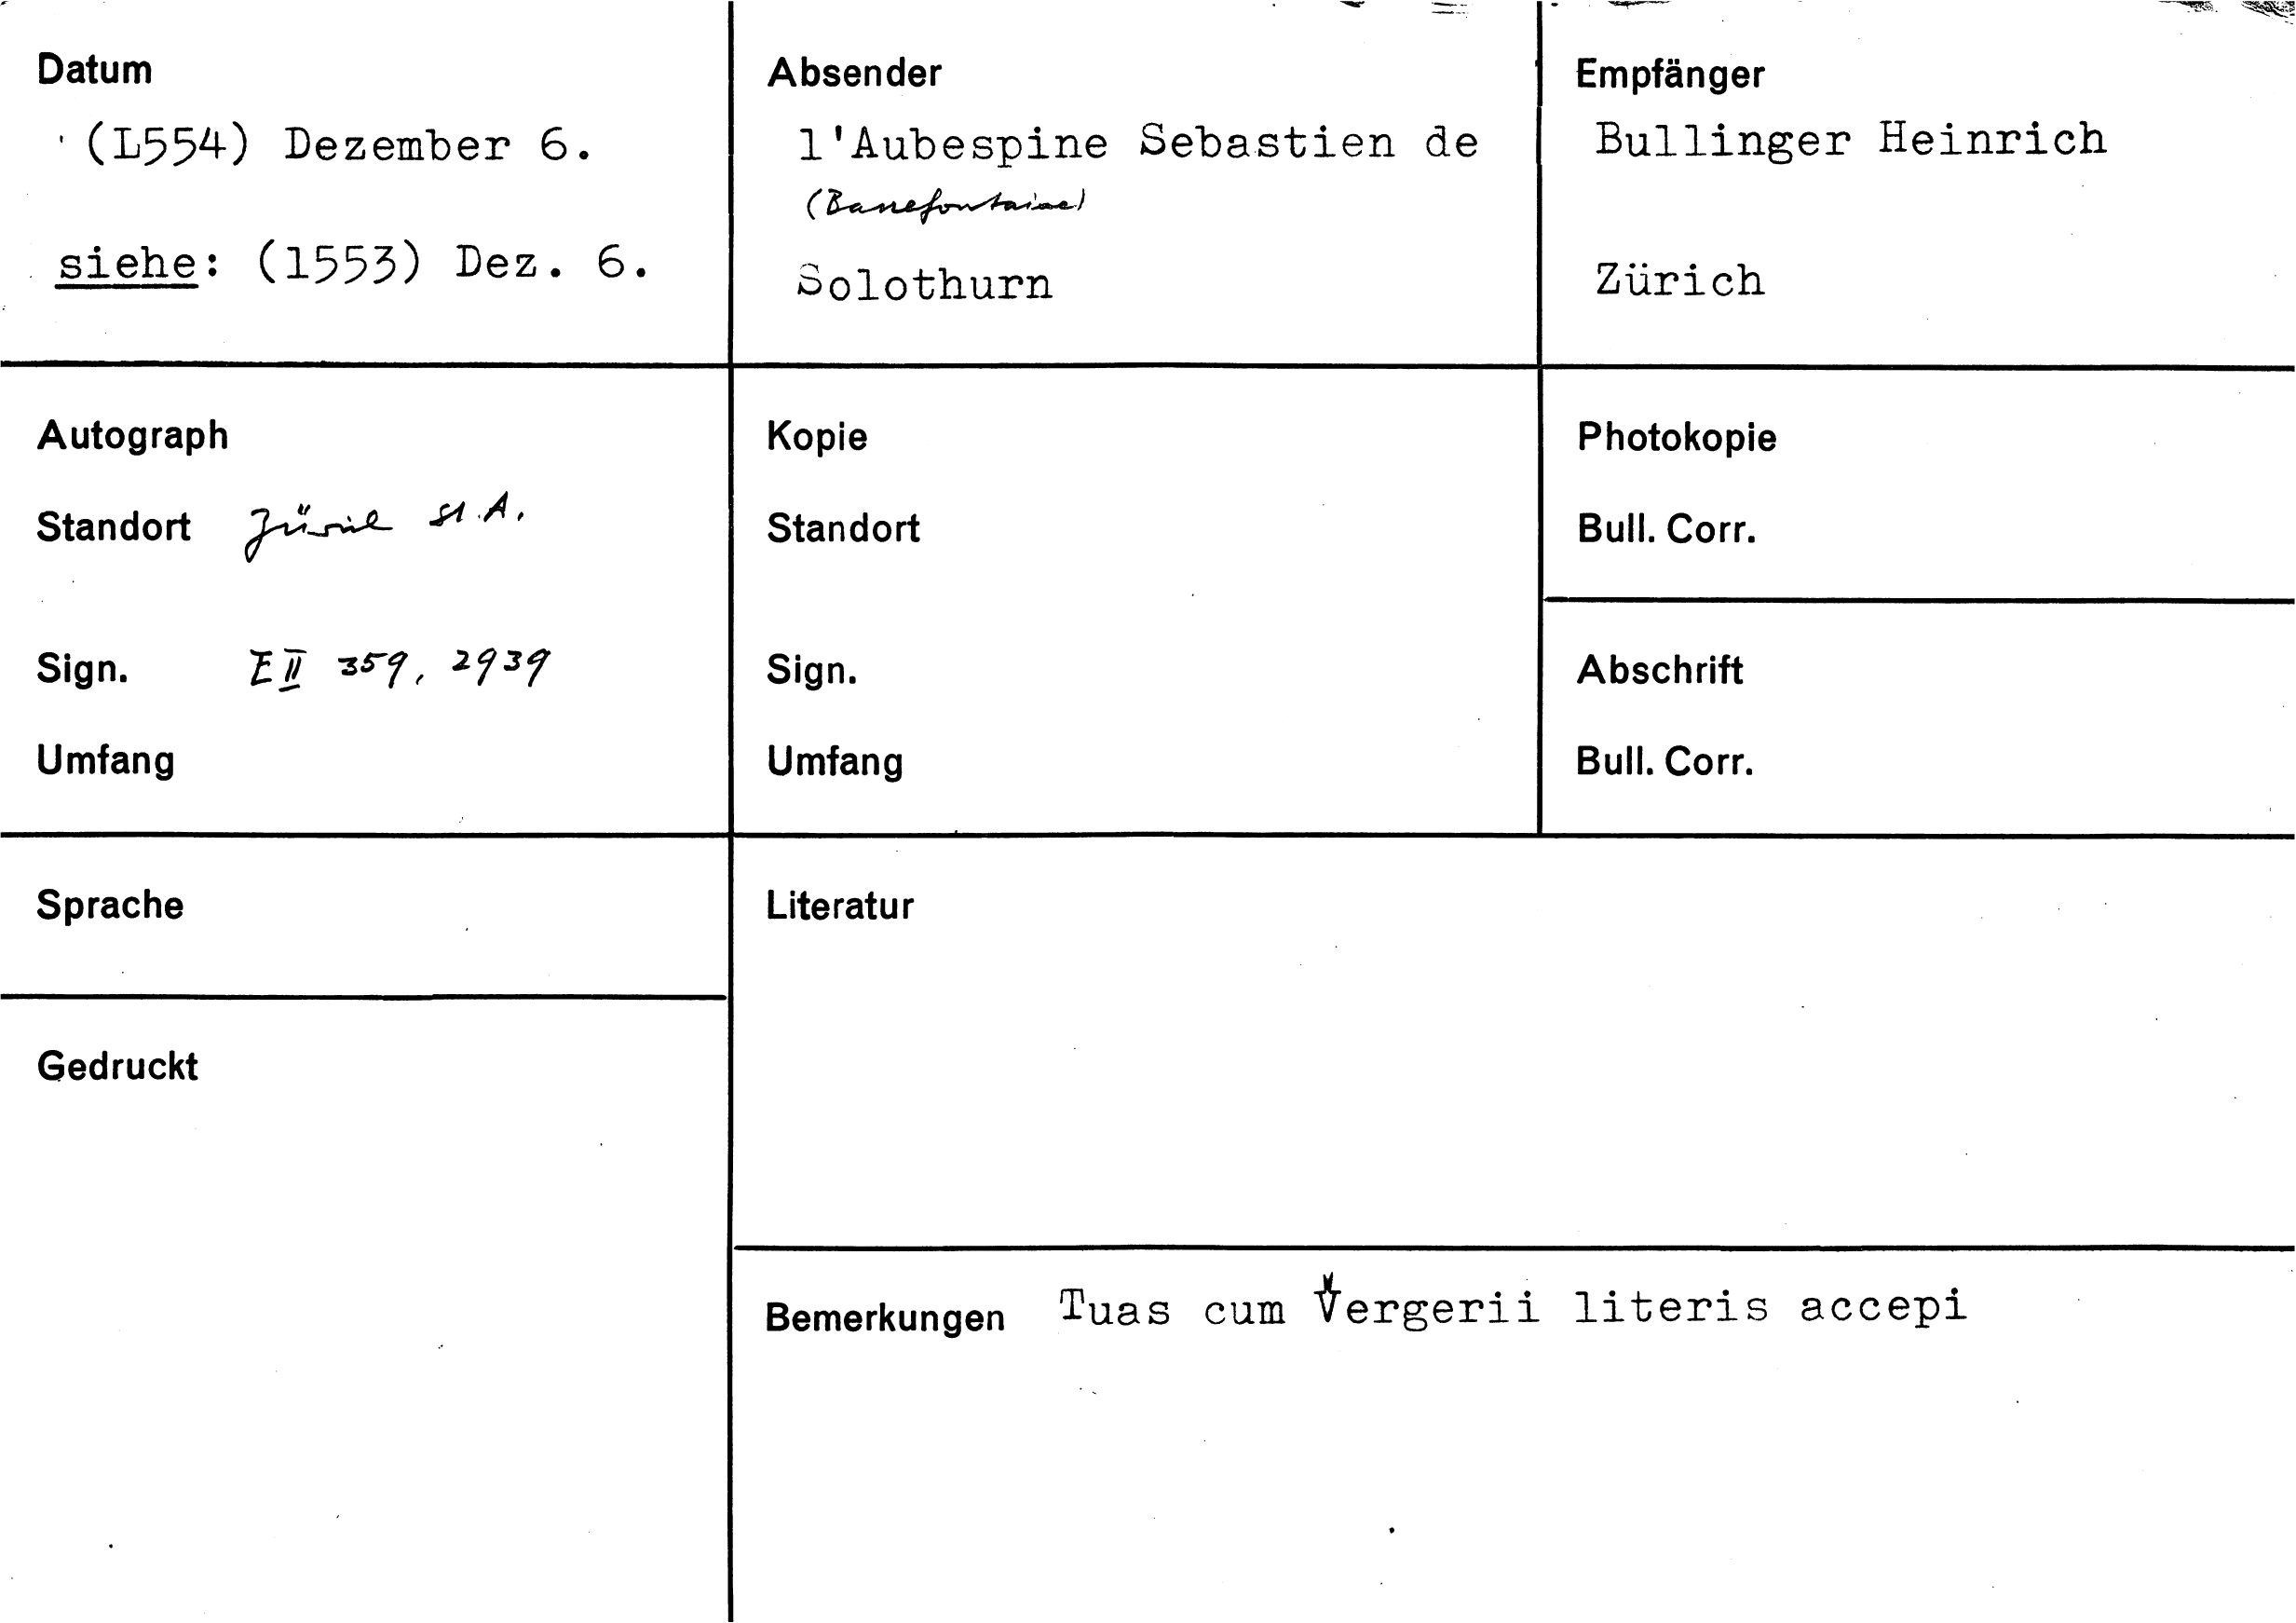 Datum
(L554) Dezember 6.
siehe: (1553) Dez. 6.
Absender
l'Aubespine Sebastien de
(Bassefontaine)
Solothurn
Empfänger
Bullinger Heinrich
Zürich
Autograph
Standort Zürich St.A.
Sign. E II 359, 2939
Umfang
Kopie
Standort
Sign.
Umfang
Photokopie
Bull. Corr.
Abschrift
Bull. Corr.
Sprache
Gedruckt
Literatur
Bemerkungen Tuas cum Vergerii literis accepi